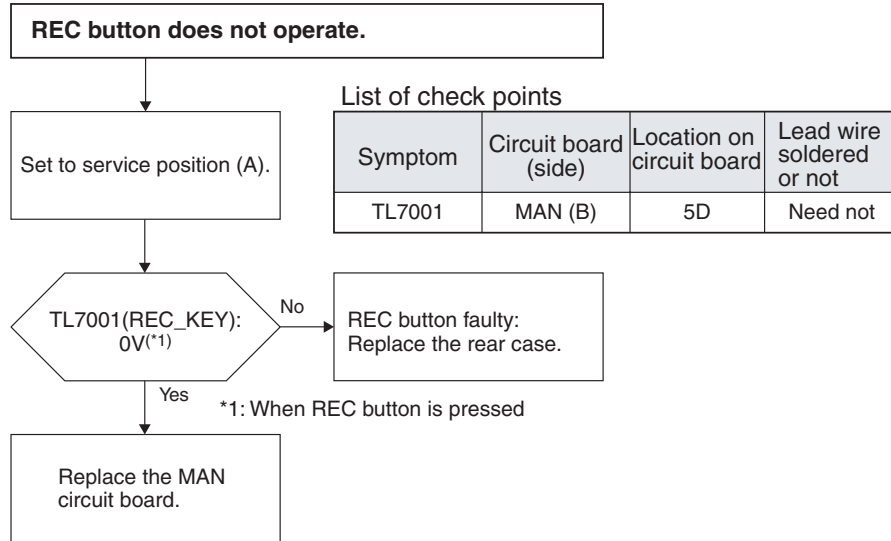 REC button does not operate.
Set to service position (A).
List of check points
Symptom
Circuit board
(side)
Location on
circuit board
Lead wire
soldered
or not
TL7001
MAN (B)
5D
Need not
TL7001(REC_KEY):
0V(*1)
No
REC button faulty:
Replace the rear case.
Yes
*1: When REC button is pressed
Replace the MAN
circuit board.